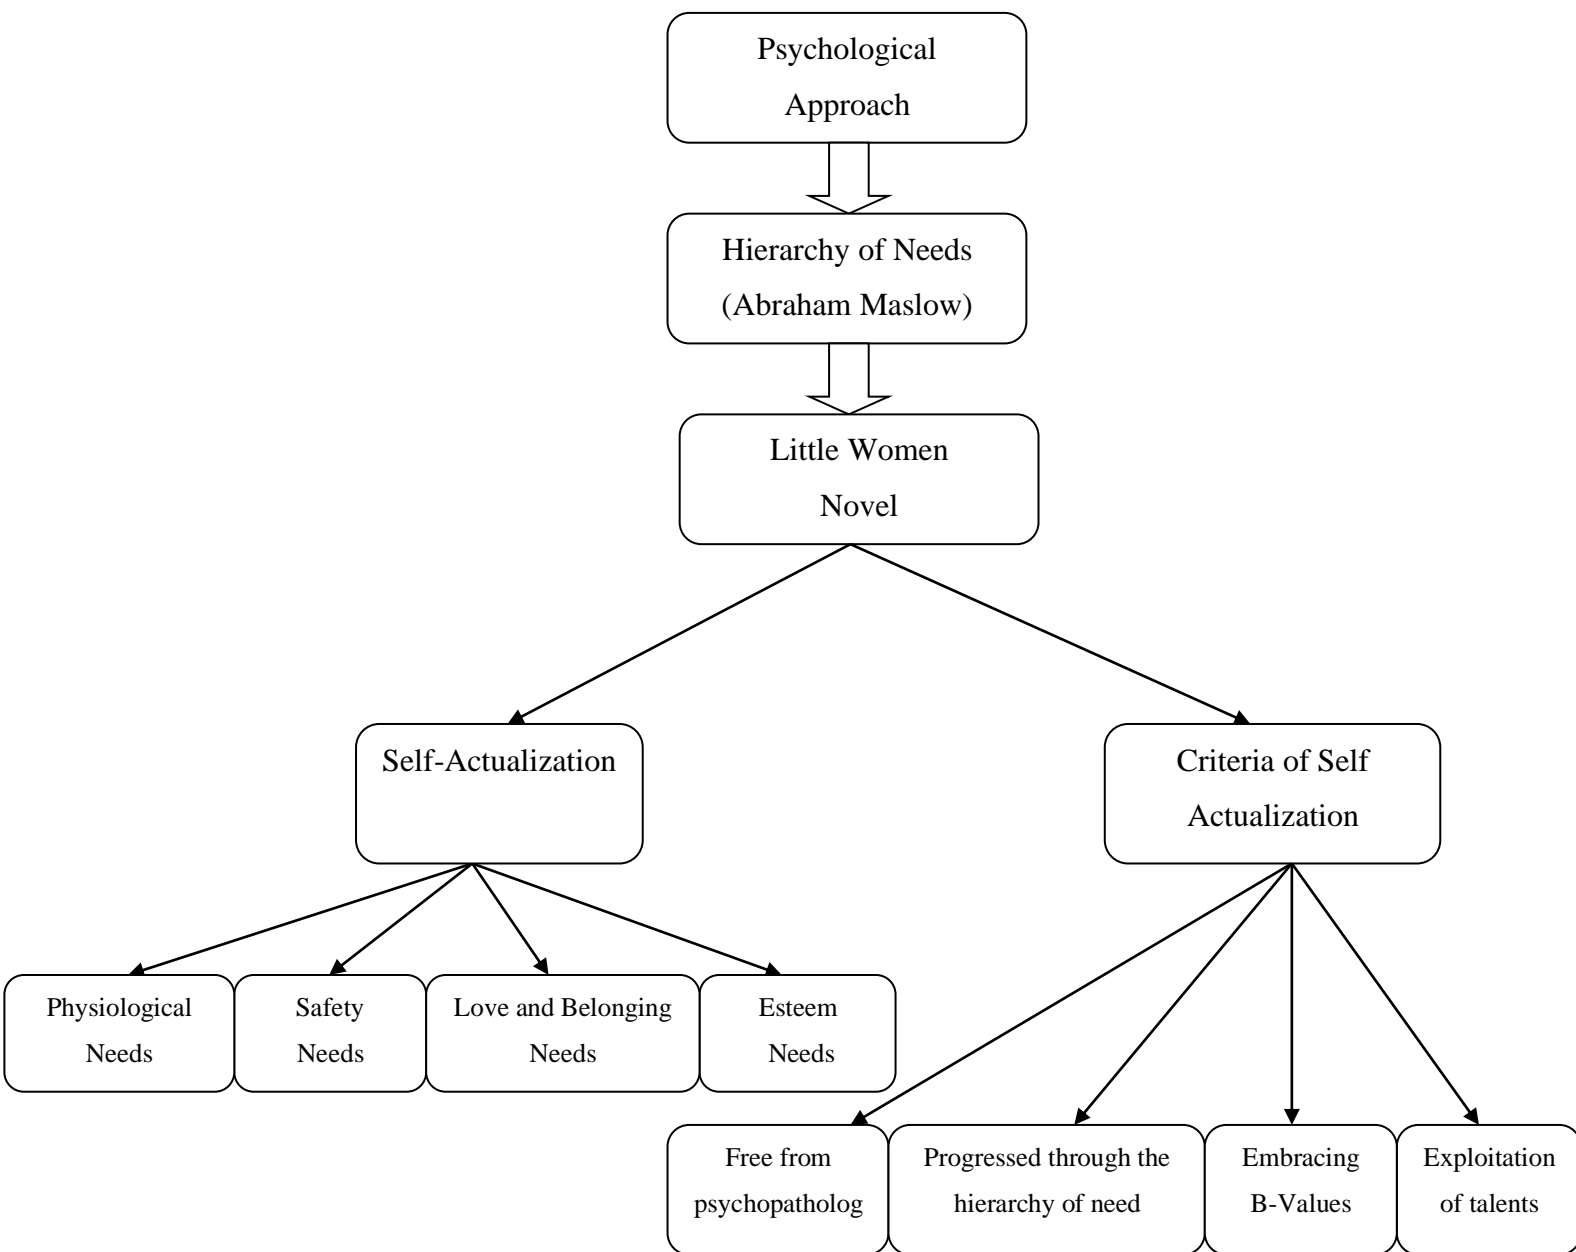 Psychological
Approach
Hierarchy of Needs
(Abraham Maslow)
Little Women
Novel
Self-Actualization
Criteria of Self
Actualization
Physiological
Needs
Safety
Needs
Love and Belonging
Needs
Esteem
Needs
Free from
psychopatholog
Progressed through the
hierarchy of need
Embracing
B-Values
Exploitation
of talents